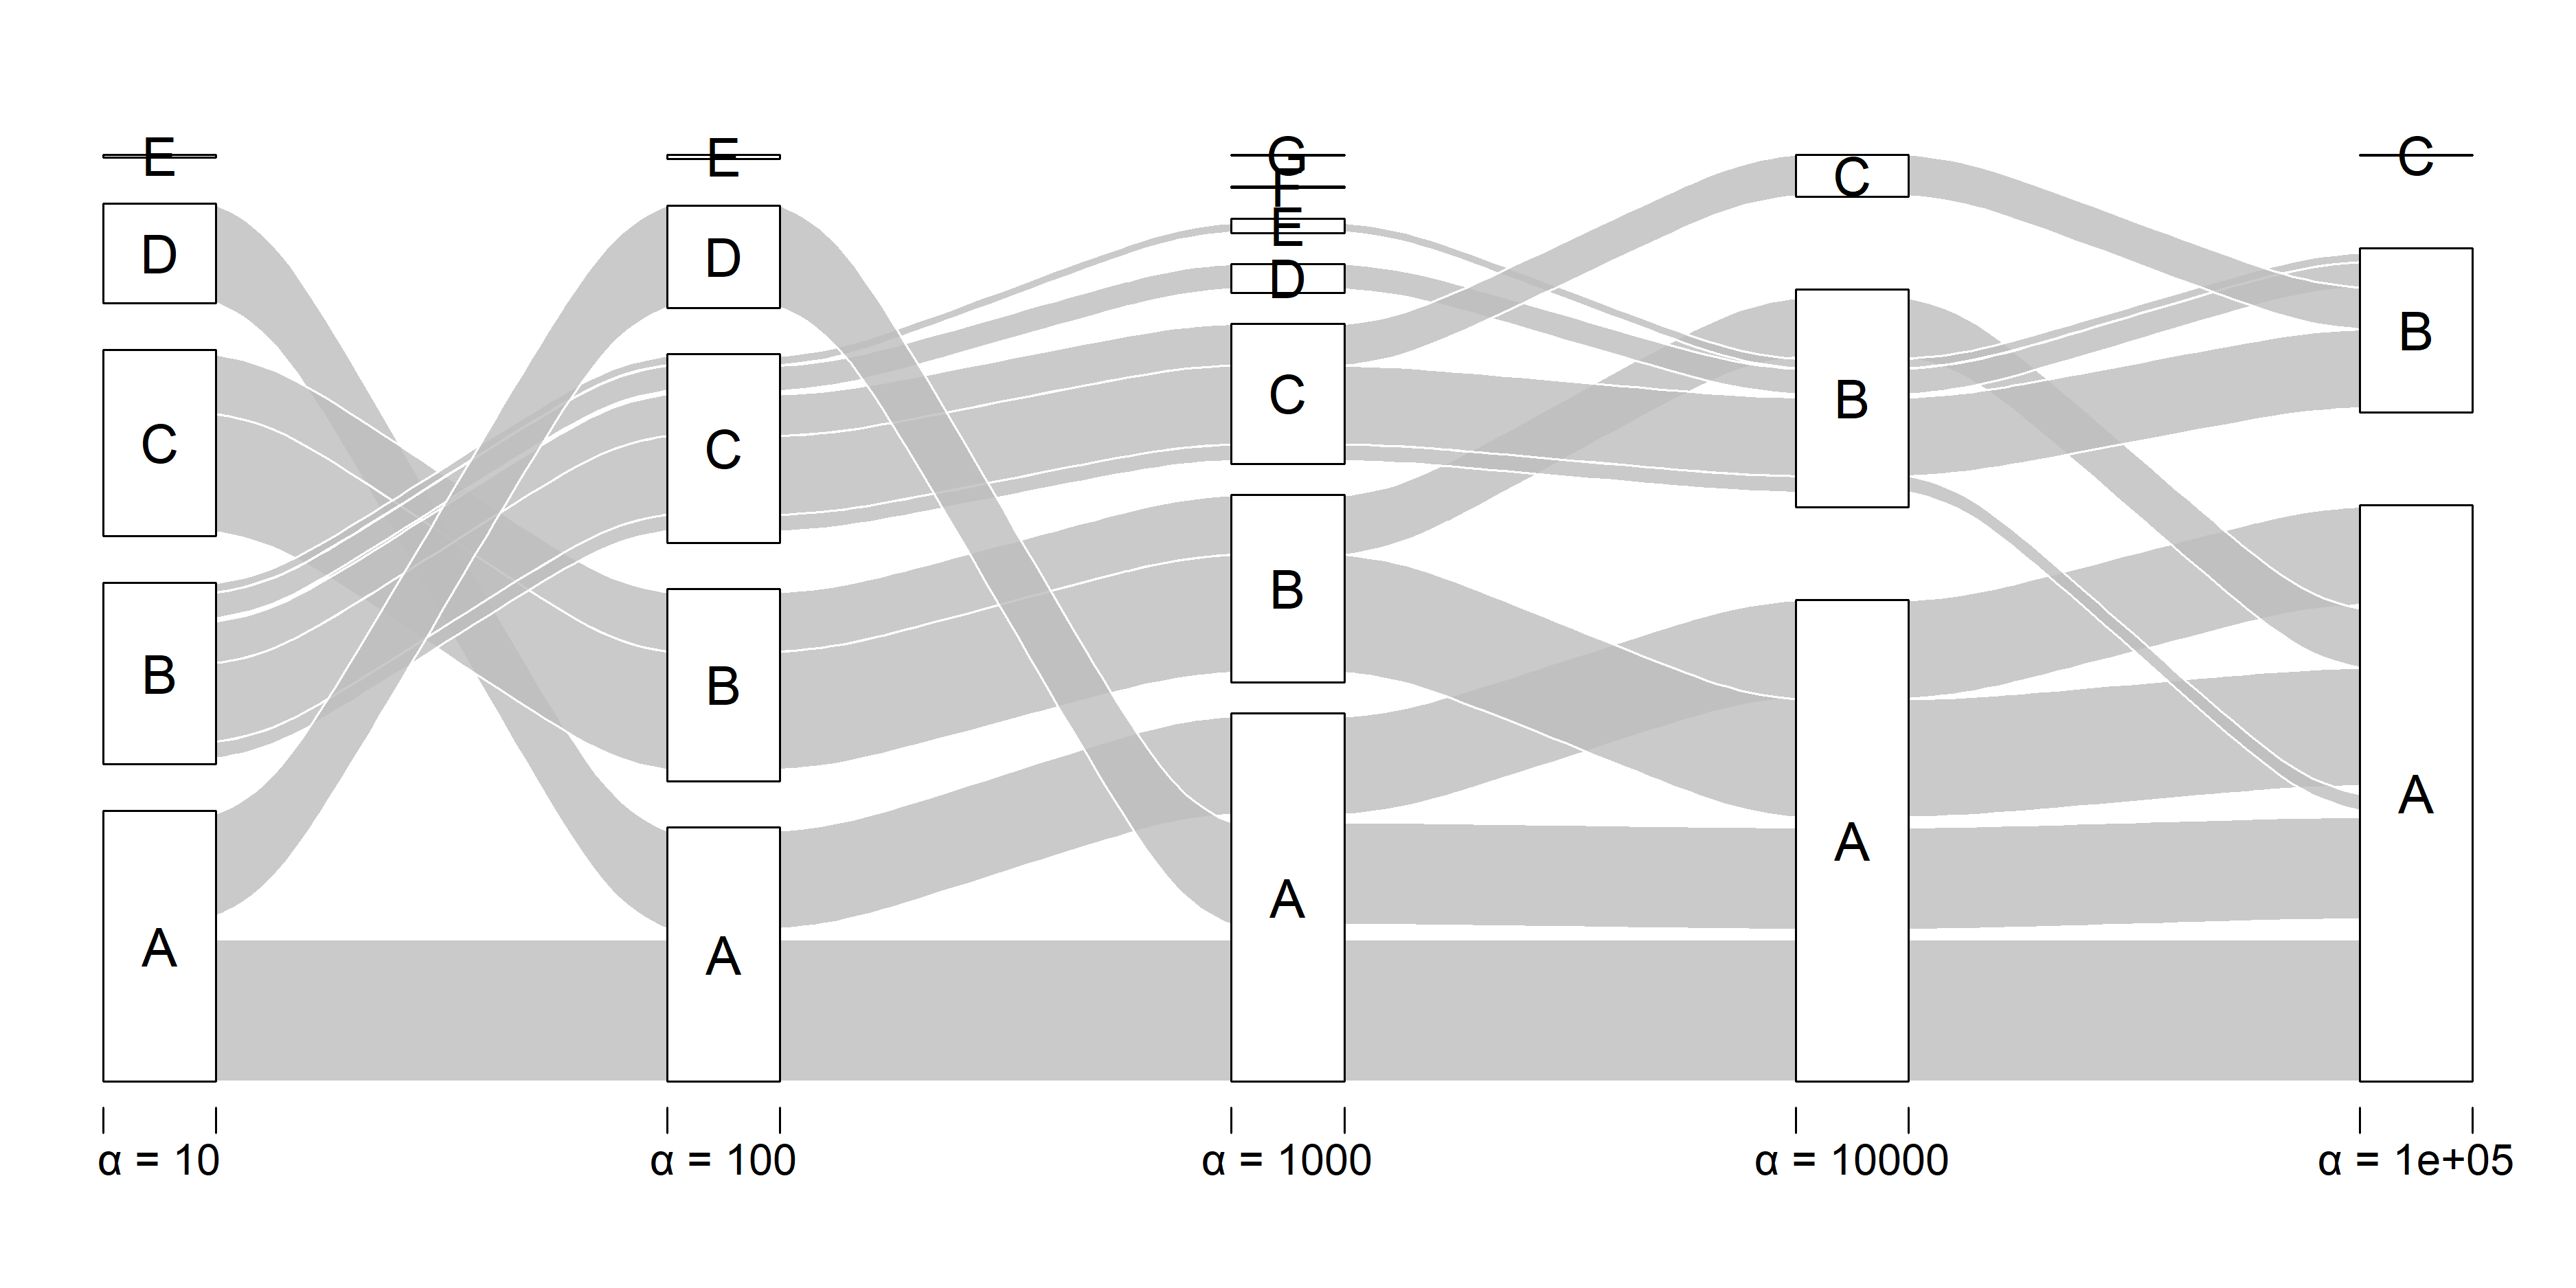 E
D
C
B
A
E
D
C
B
A
G
F
E
D
C
B
A
C
B
A
C
B
A
α = 10
α = 100
α = 1000
α = 10000
α = 1e+05